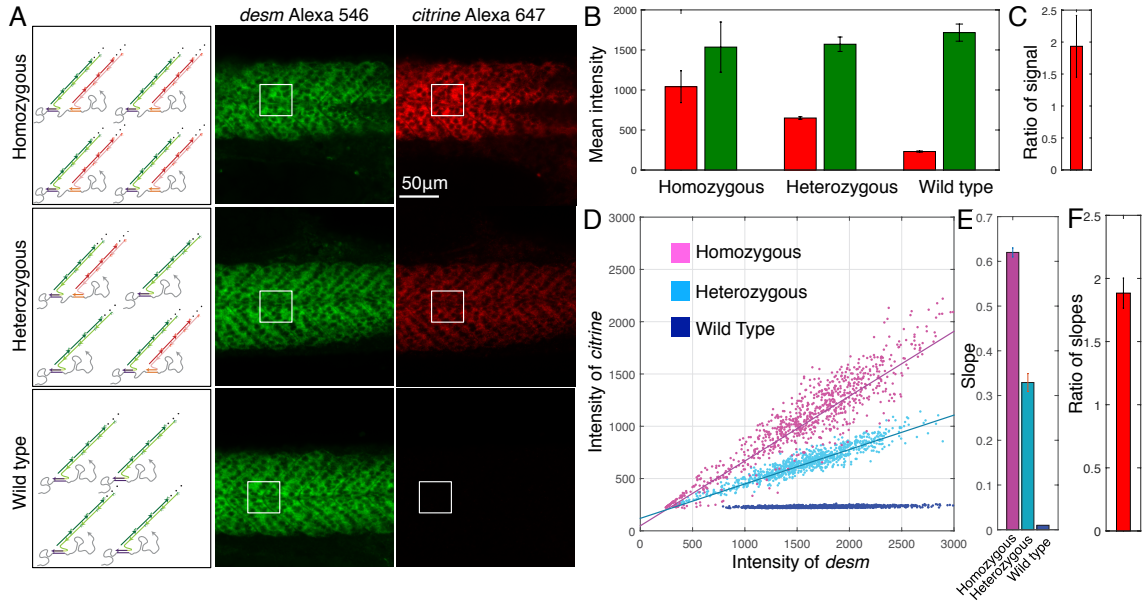 A
desm Alexa 546
citrine Alexa 647
Homozygous
50µm
Heterozygous
Wild type
B
Mean intensity
1500
1000
500
0
Homozygous
Heterozygous
Wild type
C
Ratio of signal
2.5
2
1.5
1
0.5
0
D
Intensity of citrine
3000
2500
2000
1500
1000
500
0
Homozygous
Heterozygous
Wild Type
0
500
1000
1500
2000
2500
3000
Intensity of desm
E
Slope
0.7
0.6
0.5
0.4
0.3
0.2
0.1
0
Homozygous
Heterozygous
Wild type
F
Ratio of slopes
2.5
2
1.5
1
0.5
0